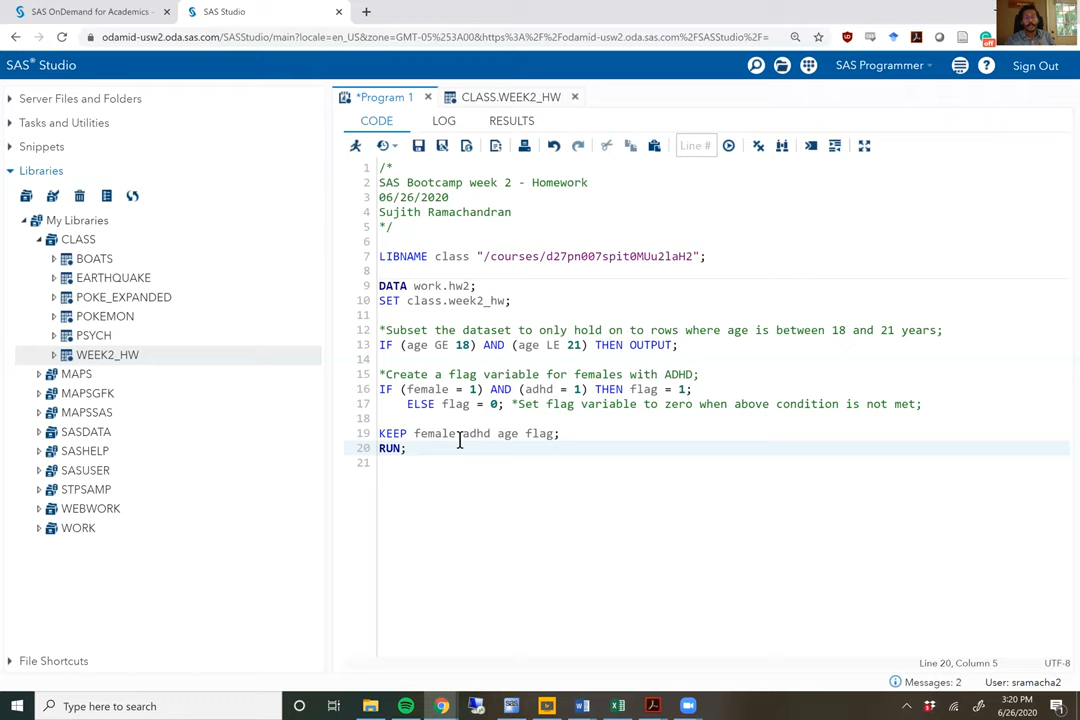 SAS OnDemand for Academics -
SAS Studio
odamid-usw2.oda.sas.com/SASStudio/main?locale=en_US&zone=GMT-05%253A00&https%3A%2F%2Fodamid-usw2.oda.sas.com%2FSASStudio%2F=
off
SAS® Studio
SAS Programmer
Sign Out
Server Files and Folders
Tasks and Utilities
Snippets
Libraries
My Libraries
CLASS
BOATS
EARTHQUAKE
POKE_EXPANDED
POKEMON
PSYCH
WEEK2_HW
MAPS
MAPSGFK
MAPSSAS
SASDATA
SASHELP
SASUSER
STPSAMP
WEBWORK
WORK
File Shortcuts
*Program 1
CLASS.WEEK2_HW
CODE
LOG
RESULTS
Line #
1 /*
2 SAS Bootcamp week 2 - Homework
3 06/26/2020
4 Sujith Ramachandran
5 */
6
7 LIBNAME class "/courses/d27pn007spit0MUu2laH2";
8
9 DATA work.hw2;
10 SET class.week2_hw;
11
12 *Subset the dataset to only hold on to rows where age is between 18 and 21 years;
13 IF (age GE 18) AND (age LE 21) THEN OUTPUT;
14
15 *Create a flag variable for females with ADHD;
16 IF (female = 1) AND (adhd = 1) THEN flag = 1;
17 ELSE flag = 0; *Set flag variable to zero when above condition is not met;
18
19 KEEP female adhd age flag;
20 RUN;
21
Line 20, Column 5
UTF-8
Messages: 2
User: sramacha2
Type here to search
3:20 PM
6/26/2020